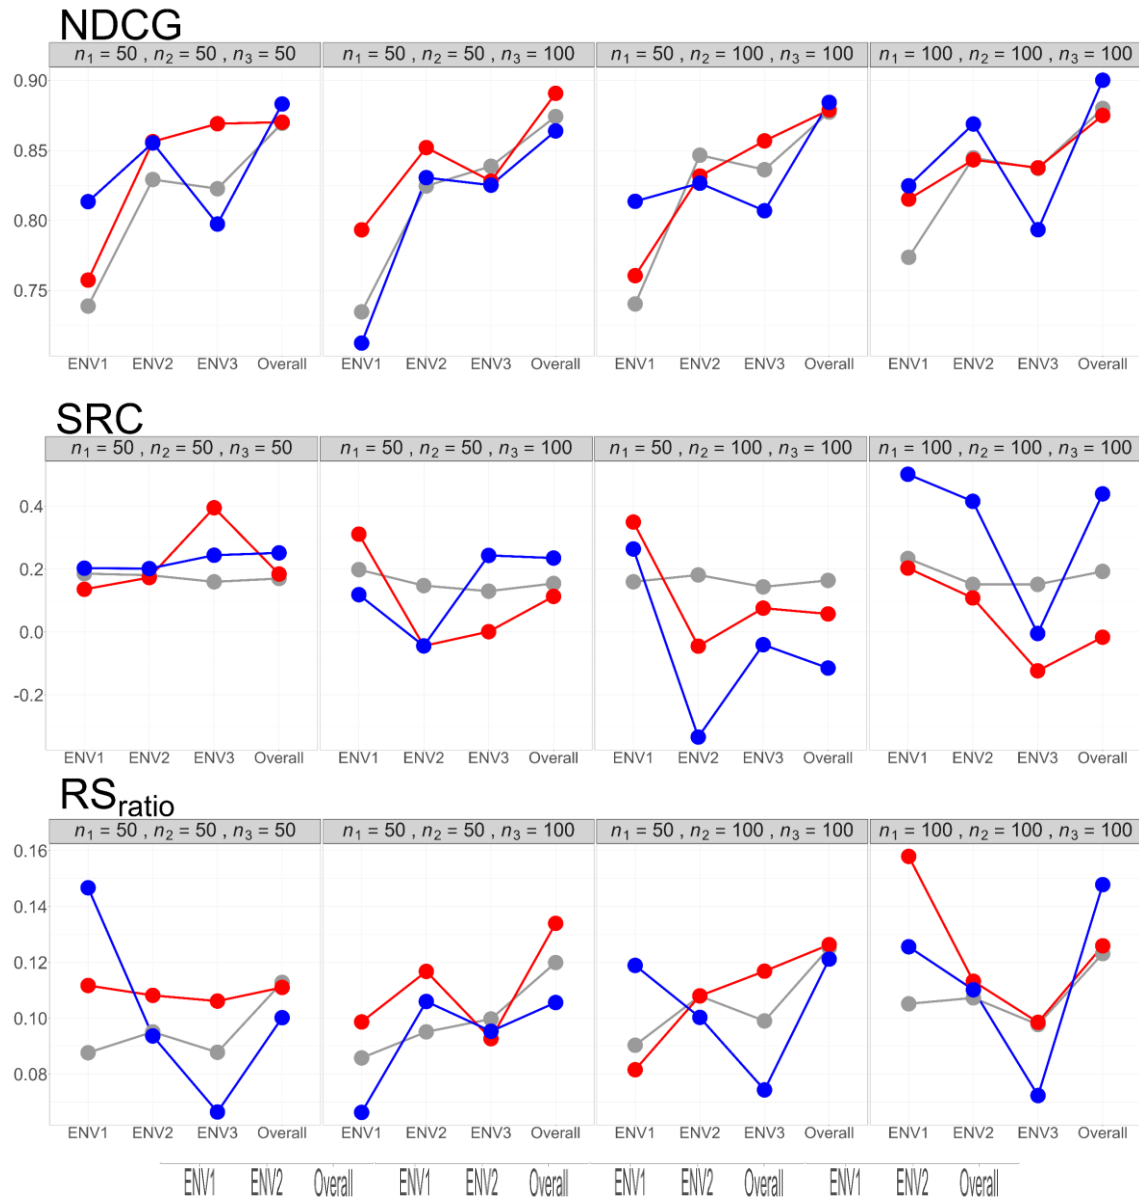 NDCG
n1 = 50 , n2 = 50 , n3 = 50 n1 = 50 , n2 = 50 , n3 = 100 n1 = 50 , n2 = 100 , n3 = 100 n1 = 100 , n2 = 100 , n3 = 100
0.90
0.85
0.80
0.75
ENV1 ENV2 ENV3 Overall ENV1 ENV2 ENV3 Overall ENV1 ENV2 ENV3 Overall ENV1 ENV2 ENV3 Overall
SRC
n1 = 50 , n2 = 50 , n3 = 50 n1 = 50 , n2 = 50 , n3 = 100 n1 = 50 , n2 = 100 , n3 = 100 n1 = 100 , n2 = 100 , n3 = 100
0.4
0.2
0.0
-0.2
ENV1 ENV2 ENV3 Overall ENV1 ENV2 ENV3 Overall ENV1 ENV2 ENV3 Overall ENV1 ENV2 ENV3 Overall
RSratio
n1 = 50 , n2 = 50 , n3 = 50 n1 = 50 , n2 = 50 , n3 = 100 n1 = 50 , n2 = 100 , n3 = 100 n1 = 100 , n2 = 100 , n3 = 100
0.16
0.14
0.12
0.10
0.08
ENV1 ENV2 ENV3 Overall ENV1 ENV2 ENV3 Overall ENV1 ENV2 ENV3 Overall ENV1 ENV2 ENV3 Overall
ENV1 ENV2 Overall ENV1 ENV2 Overall ENV1 ENV2 Overall ENV1 ENV2 Overall